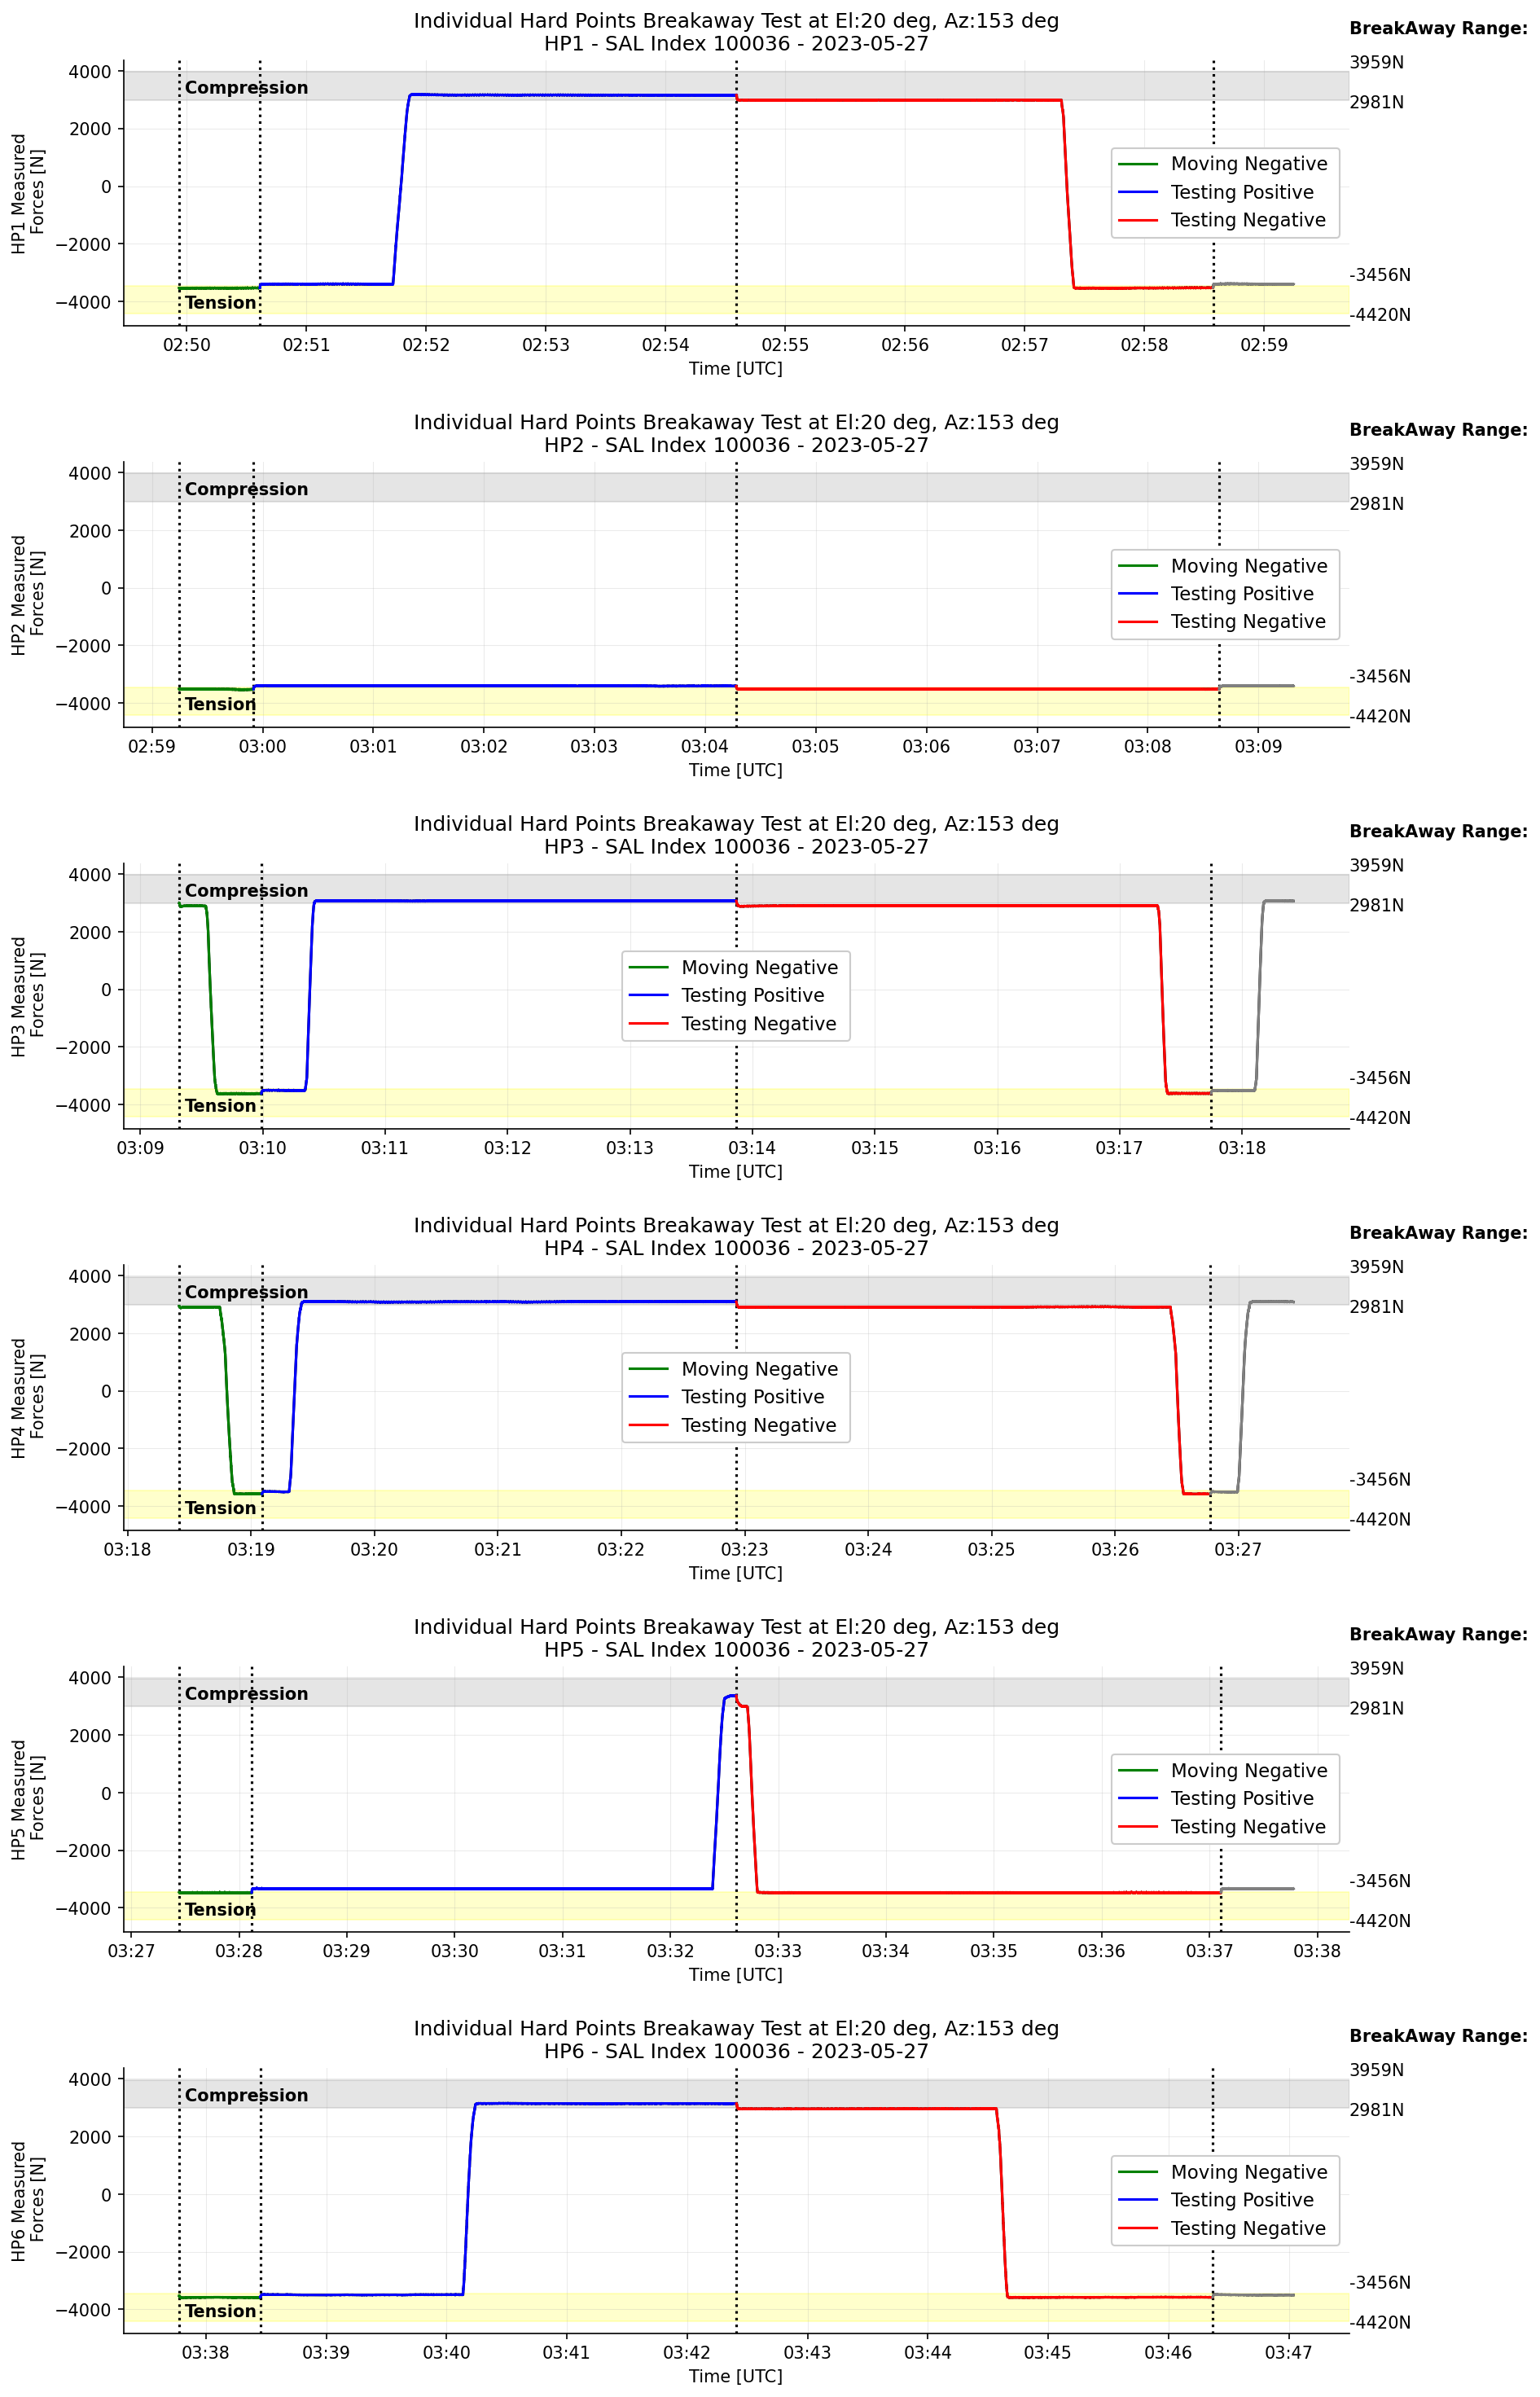 Individual Hard Points Breakaway Test at El:20 deg, Az:153 deg
HP1 - SAL Index 100036 - 2023-05-27
BreakAway Range:
3959N
2981N
-3456N
-4420N
HP1 Measured
Forces [N]
4000
2000
0
−2000
−4000
Compression
Tension
Moving Negative
Testing Positive
Testing Negative
02:50 02:51 02:52 02:53 02:54 02:55 02:56 02:57 02:58 02:59
Time [UTC]
Individual Hard Points Breakaway Test at El:20 deg, Az:153 deg
HP2 - SAL Index 100036 - 2023-05-27
BreakAway Range:
3959N
2981N
-3456N
-4420N
HP2 Measured
Forces [N]
4000
2000
0
−2000
−4000
Compression
Tension
Moving Negative
Testing Positive
Testing Negative
02:59 03:00 03:01 03:02 03:03 03:04 03:05 03:06 03:07 03:08 03:09
Time [UTC]
Individual Hard Points Breakaway Test at El:20 deg, Az:153 deg
HP3 - SAL Index 100036 - 2023-05-27
BreakAway Range:
3959N
2981N
-3456N
-4420N
HP3 Measured
Forces [N]
4000
2000
0
−2000
−4000
Compression
Tension
Moving Negative
Testing Positive
Testing Negative
03:09 03:10 03:11 03:12 03:13 03:14 03:15 03:16 03:17 03:18
Time [UTC]
Individual Hard Points Breakaway Test at El:20 deg, Az:153 deg
HP4 - SAL Index 100036 - 2023-05-27
BreakAway Range:
3959N
2981N
-3456N
-4420N
HP4 Measured
Forces [N]
4000
2000
0
−2000
−4000
Compression
Tension
Moving Negative
Testing Positive
Testing Negative
03:18 03:19 03:20 03:21 03:22 03:23 03:24 03:25 03:26 03:27
Time [UTC]
Individual Hard Points Breakaway Test at El:20 deg, Az:153 deg
HP5 - SAL Index 100036 - 2023-05-27
BreakAway Range:
3959N
2981N
-3456N
-4420N
HP5 Measured
Forces [N]
4000
2000
0
−2000
−4000
Compression
Tension
Moving Negative
Testing Positive
Testing Negative
03:27 03:28 03:29 03:30 03:31 03:32 03:33 03:34 03:35 03:36 03:37 03:38
Time [UTC]
Individual Hard Points Breakaway Test at El:20 deg, Az:153 deg
HP6 - SAL Index 100036 - 2023-05-27
BreakAway Range:
3959N
2981N
-3456N
-4420N
HP6 Measured
Forces [N]
4000
2000
0
−2000
−4000
Compression
Tension
Moving Negative
Testing Positive
Testing Negative
03:38 03:39 03:40 03:41 03:42 03:43 03:44 03:45 03:46 03:47
Time [UTC]